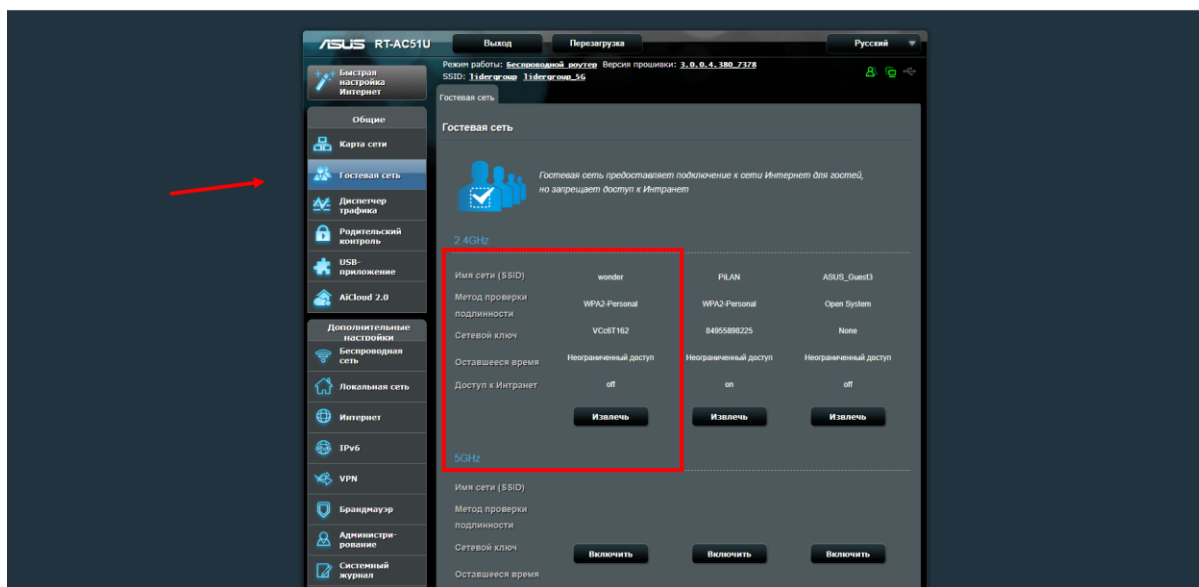 ASUS RT-AC51U Выход Перезагрузка Русский
Режим работы: Беспроводной роутер Версия прошивки: 3.0.0.4.380_7378
SSID: lidergroup lidergroup_5G
Быстрая
настройка
Интернет
Общие
Карта сети
Гостевая сеть
Диспетчер
трафика
Родительский
контроль
USB-
приложение
AiCloud 2.0
Дополнительные
настройки
Беспроводная
сеть
Локальная сеть
Интернет
IPv6
VPN
Брандмауэр
Администри-
рование
Системный
журнал
Гостевая сеть
Гостевая сеть
Гостевая сеть предоставляет подключение к сети Интернет для гостей,
но запрещает доступ к Интранет
2.4GHz
Имя сети (SSID) wonder PiLAN ASUS_Guest3
Метод проверки
подлинности WPA2-Personal WPA2-Personal Open System
Сетевой ключ VCc6T162 84955898225 None
Оставшееся время Неограниченный доступ Неограниченный доступ Неограниченный доступ
Доступ к Интранет off on off
Извлечь Извлечь Извлечь
5GHz
Имя сети (SSID)
Метод проверки
подлинности
Сетевой ключ
Включить Включить Включить
Оставшееся время